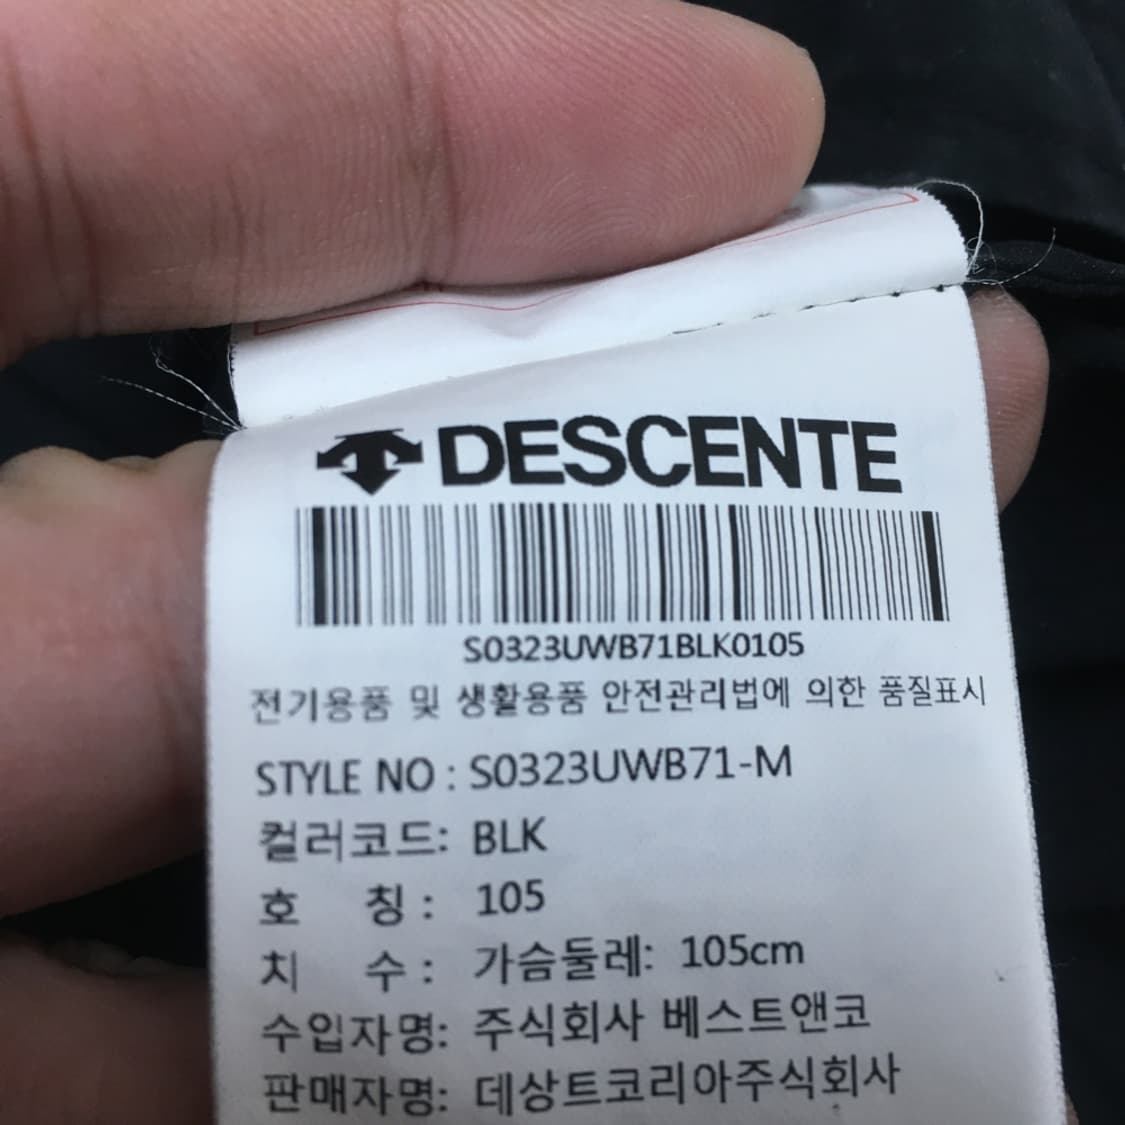 DESCENTE
S0323UWB71BLK0105
전기용품 및 생활용품 안전관리법에 의한 품질표시
STYLE NO : S0323UWB71-M
컬러코드: BLK
호 칭 : 105
치 수 : 가슴둘레: 105cm
수입자명: 주식회사 베스트앤코
판매자명: 데상트코리아주식회사